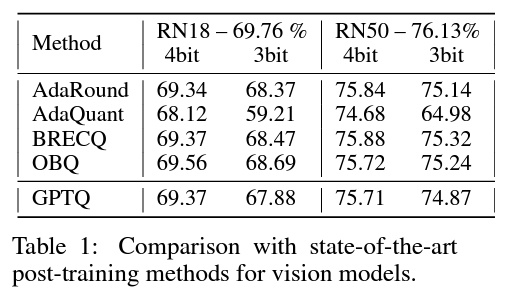 Method RN18 – 69.76 % RN50 – 76.13%
4bit 3bit 4bit 3bit
AdaRound 69.34 68.37 75.84 75.14
AdaQuant 68.12 59.21 74.68 64.98
BRECQ 69.37 68.47 75.88 75.32
OBQ 69.56 68.69 75.72 75.24
GPTQ 69.37 67.88 75.71 74.87
Table 1: Comparison with state-of-the-art
post-training methods for vision models.